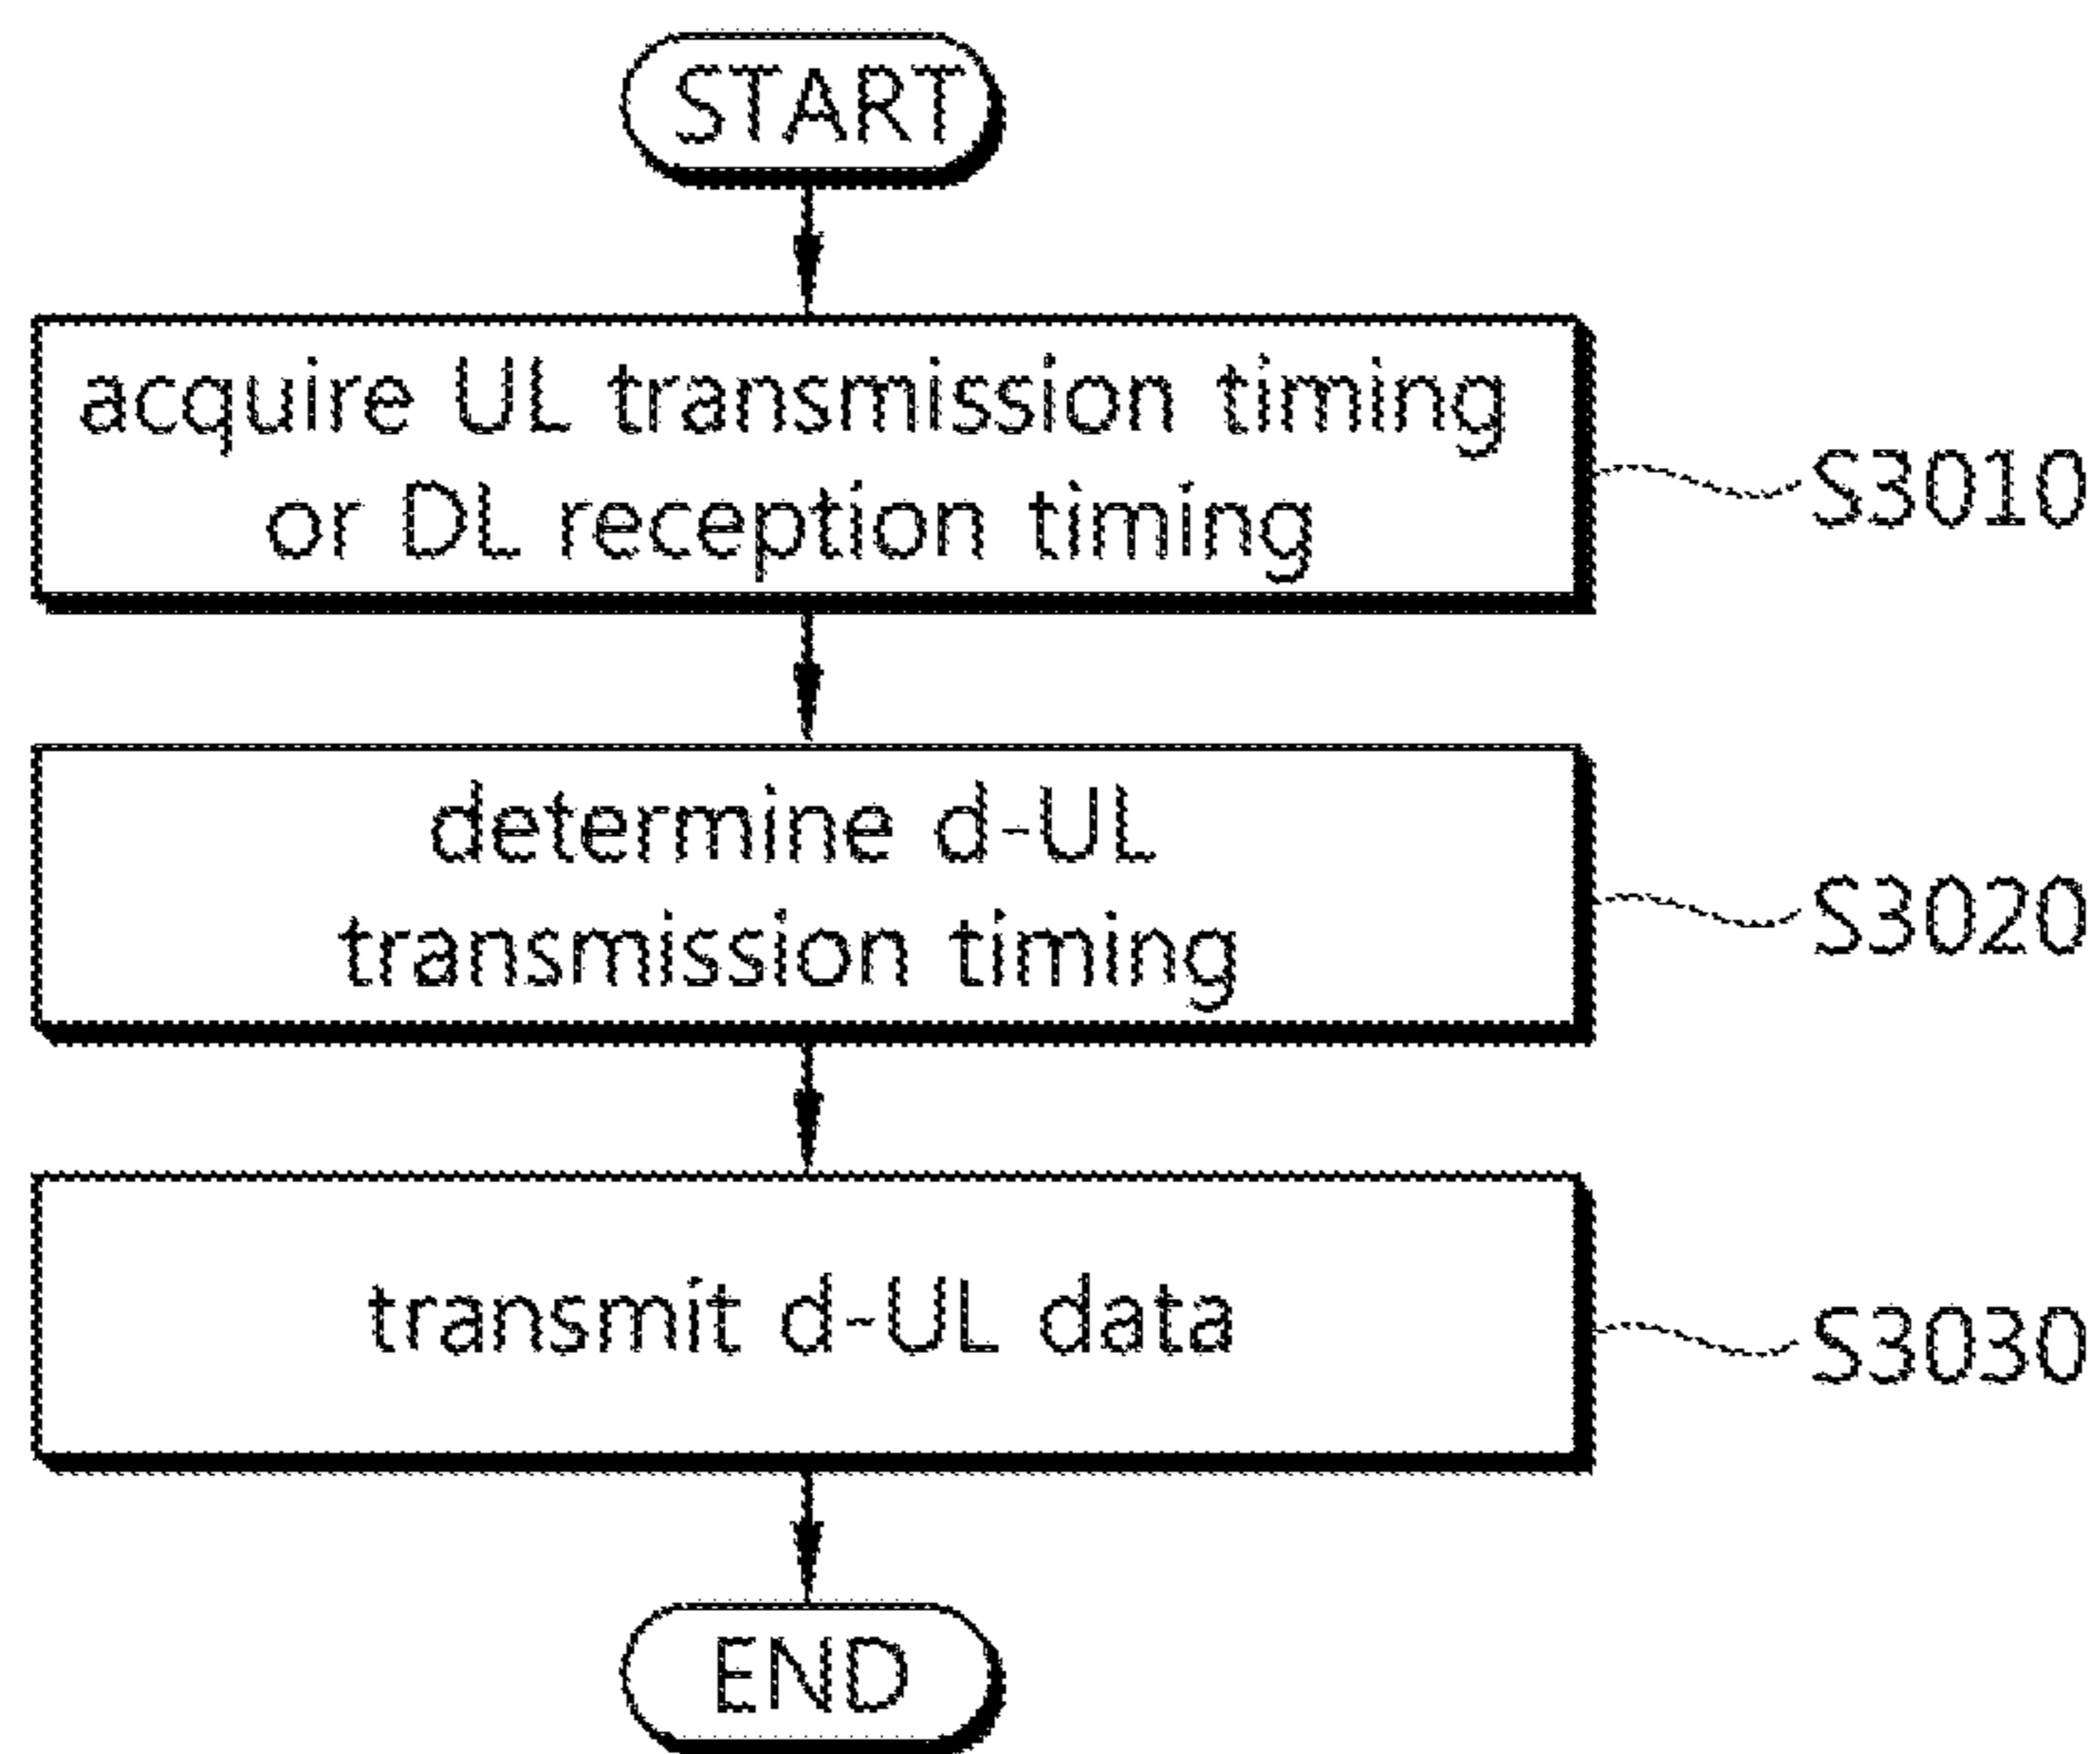 START
acquire UL transmission timing
or DL reception timing
S3010
determine d-UL
transmission timing
S3020
transmit d-UL data
S3030
END